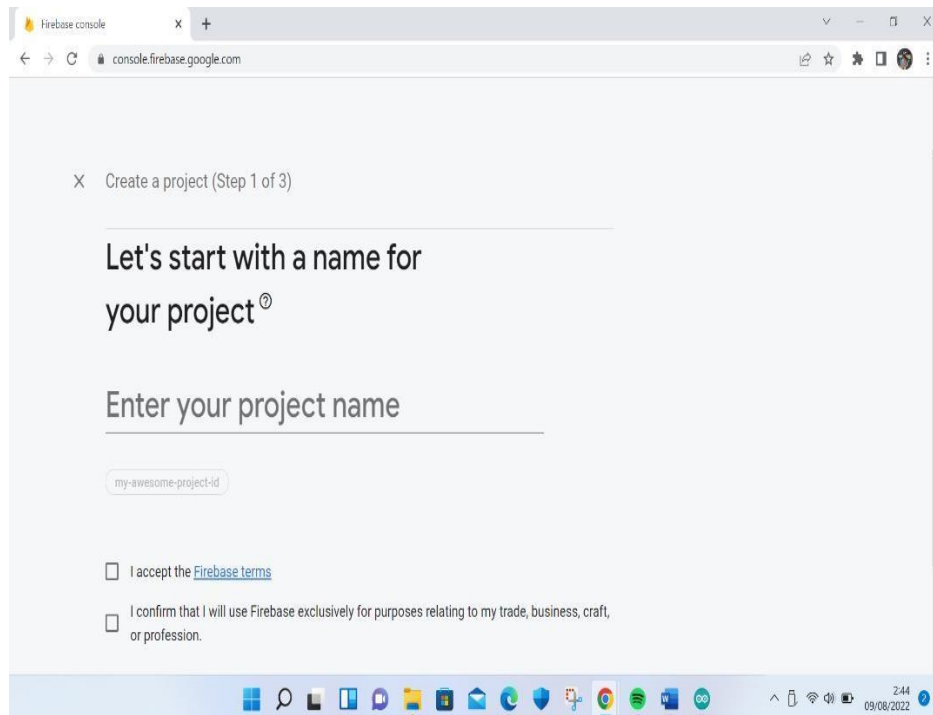 Firebase console
console.firebase.google.com
Create a project (Step 1 of 3)
Let's start with a name for
your project
Enter your project name
my-awesome-project-id
I accept the Firebase terms
I confirm that I will use Firebase exclusively for purposes relating to my trade, business, craft,
or profession.
2:44
09/08/2022
2